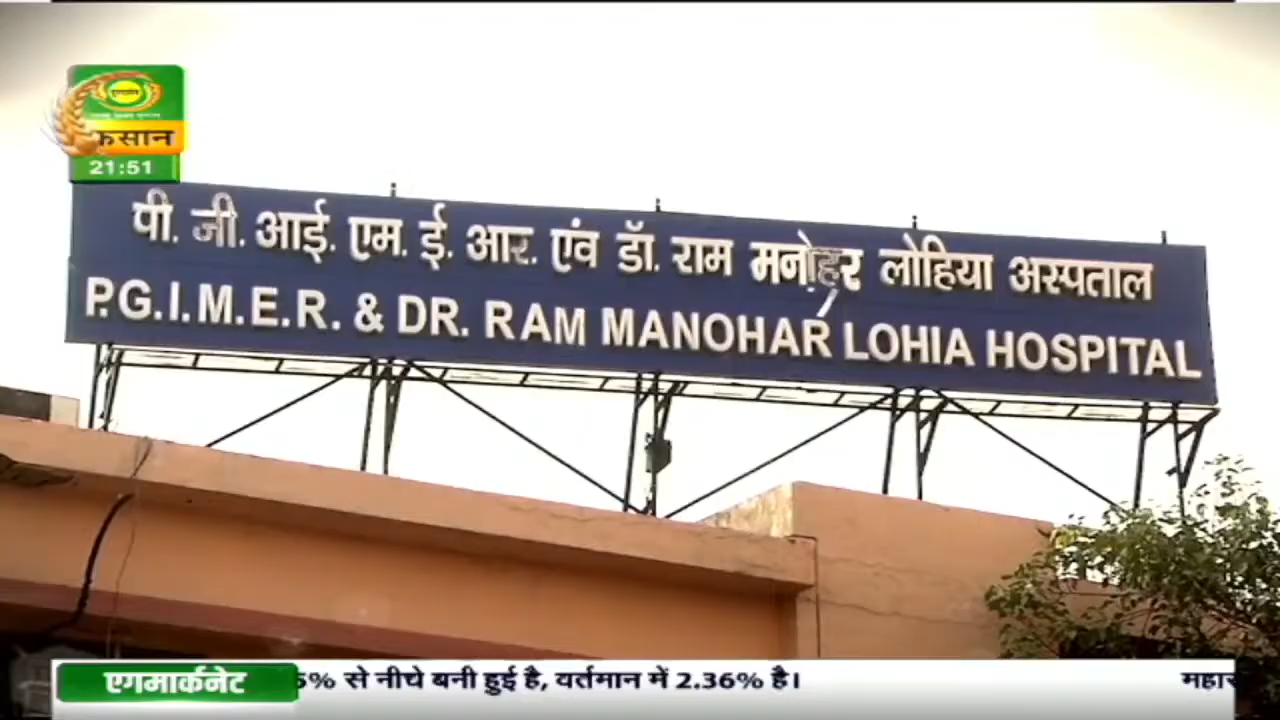 किसान
21:51
पी. जी. आई. एम. ई. आर. एंव डॉ. राम मनोहर लोहिया अस्पताल
P.G.I.M.E.R. & DR. RAM MANOHAR LOHIA HOSPITAL
एगमार्कनेट 5% से नीचे बनी हुई है, वर्तमान में 2.36% है।